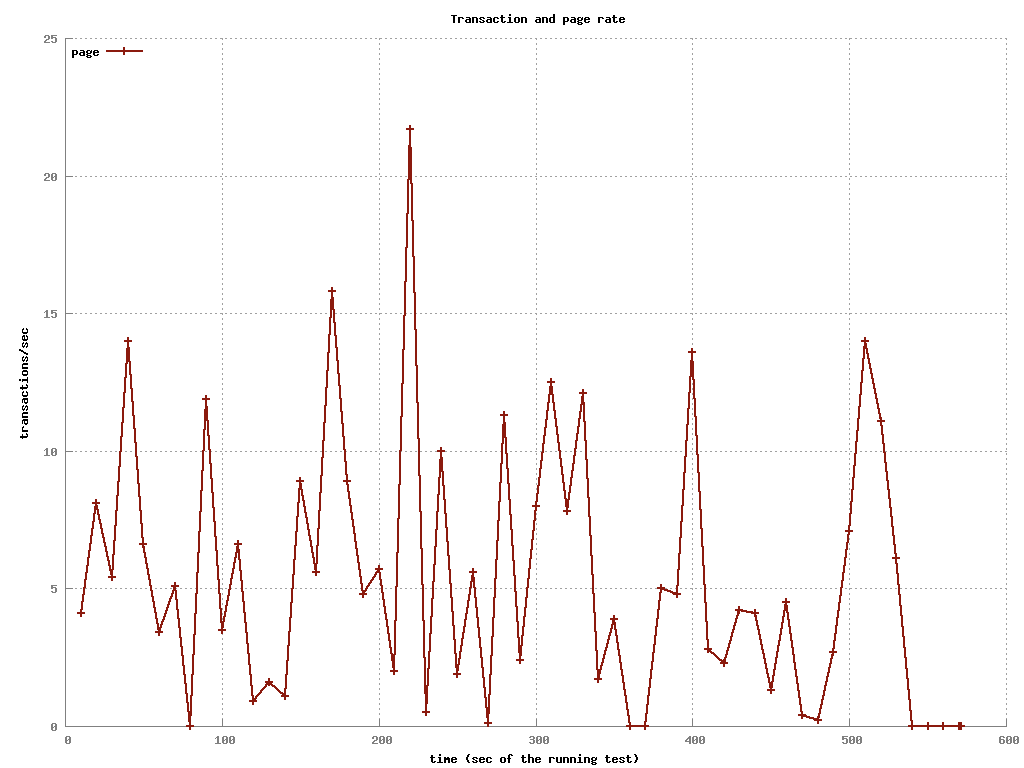 Transaction and page rate
25
page
20
15
transactions/sec
10
5
0
0 100 200 300 400 500 600
time (sec of the running test)